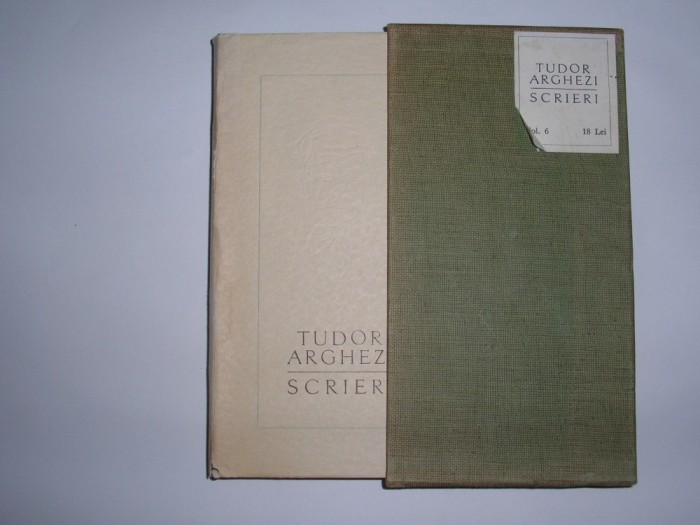 TUDOR
ARGHEZI
SCRIERI
ol. 6 18 Lei
TUDOR
ARGHEZ
SCRIER